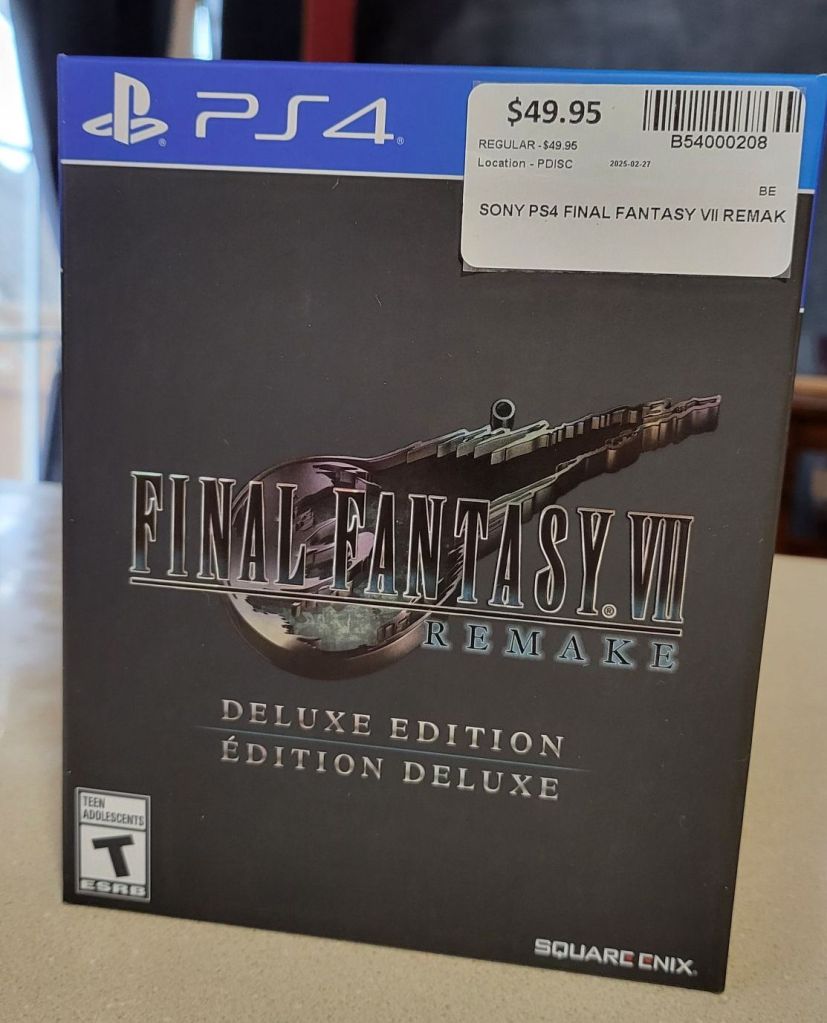 PS4
$49.95
B54000208
REGULAR - $49.95
Location - PDISC 2025-02-27
BE
SONY PS4 FINAL FANTASY VII REMAK
FINAL FANTASY® VII
REMAKE
DELUXE EDITION
ÉDITION DELUXE
TEEN
ADOLESCENTS
T
ESRB
SQUARE ENIX.